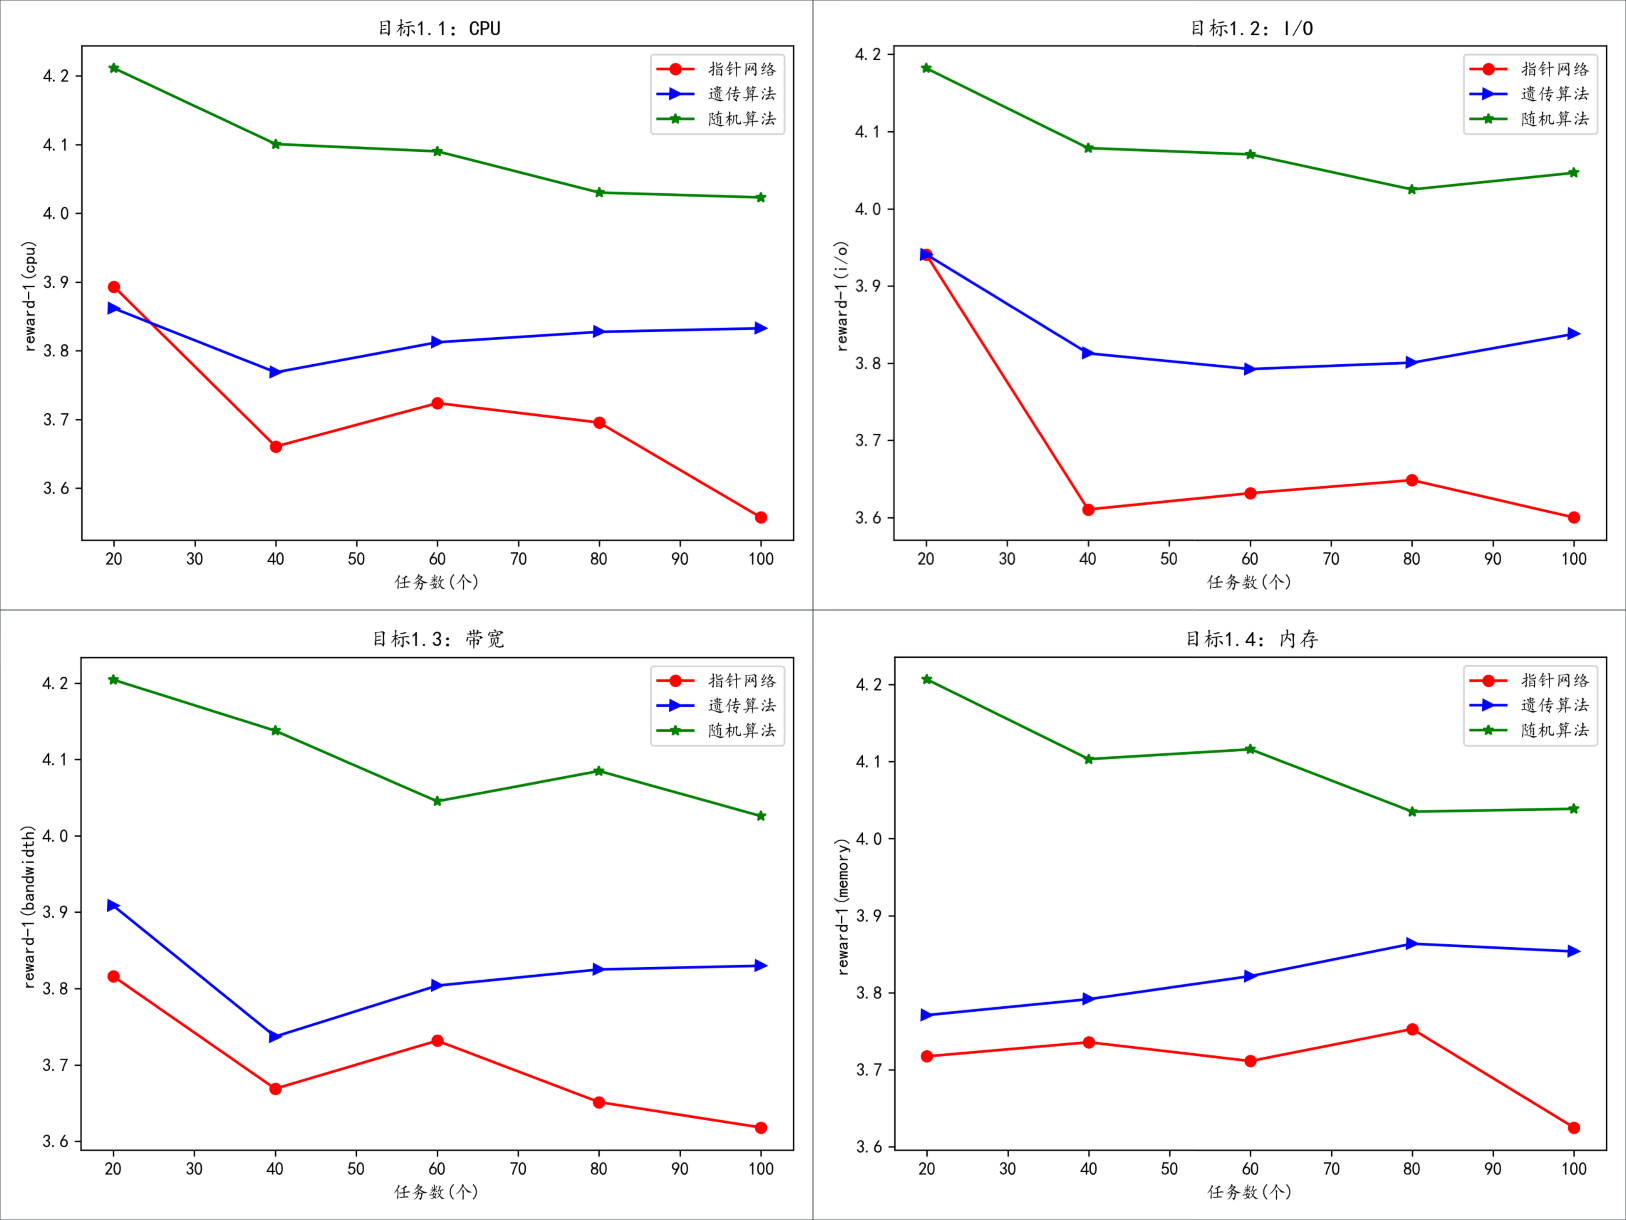 目标1.1: CPU
指针网络
遗传算法
随机算法
reward-1(cpu)
4.2
4.1
4.0
3.9
3.8
3.7
3.6
20 30 40 50 60 70 80 90 100
任务数(个)
目标1.2: I/O
指针网络
遗传算法
随机算法
reward-1(i/o)
4.2
4.1
4.0
3.9
3.8
3.7
3.6
20 30 40 50 60 70 80 90 100
任务数(个)
目标1.3: 带宽
指针网络
遗传算法
随机算法
reward-1(bandwidth)
4.2
4.1
4.0
3.9
3.8
3.7
3.6
20 30 40 50 60 70 80 90 100
任务数(个)
目标1.4: 内存
指针网络
遗传算法
随机算法
reward-1(memory)
4.2
4.1
4.0
3.9
3.8
3.7
3.6
20 30 40 50 60 70 80 90 100
任务数(个)